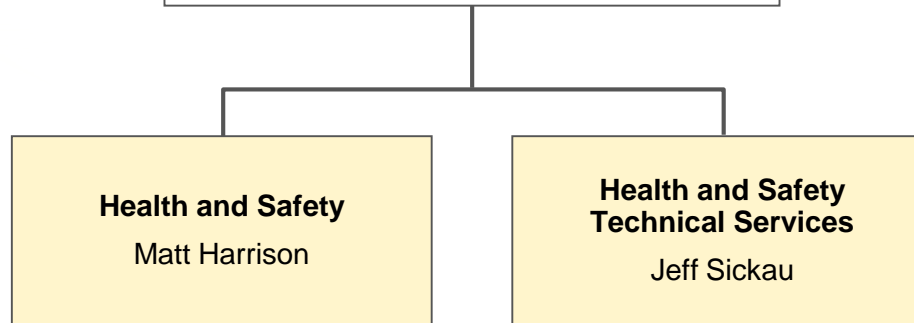 Health and Safety
Matt Harrison
Health and Safety
Technical Services
Jeff Sickau